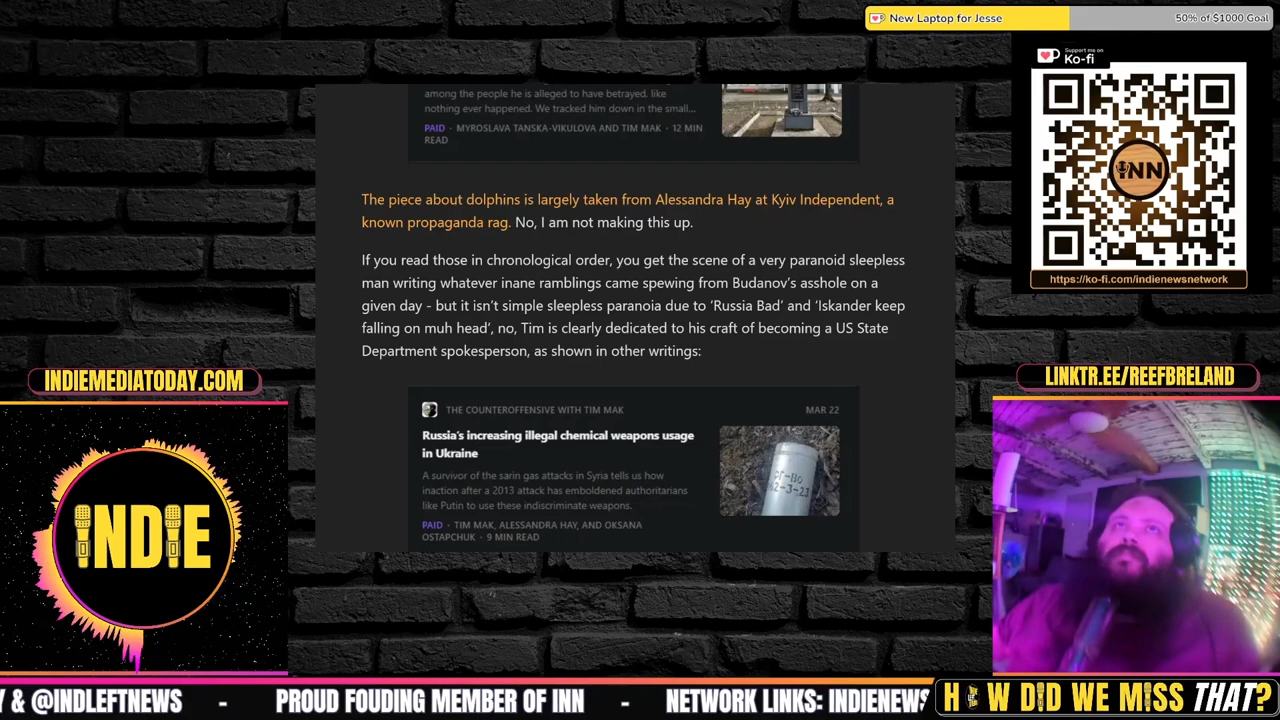 New Laptop for Jesse
50% of $1000 Goal
Support me on
Ko-fi
iNN
https://ko-fi.com/indienewsnetwork
among the people he is alleged to have betrayed, like
nothing ever happened. We tracked him down in the small...
PAID · MYROSLAVA TANSKA-VIKULOVA AND TIM MAK · 12 MIN
READ
The piece about dolphins is largely taken from Alessandra Hay at Kyiv Independent, a
known propaganda rag. No, I am not making this up.
If you read those in chronological order, you get the scene of a very paranoid sleepless
man writing whatever inane ramblings came spewing from Budanov’s asshole on a
given day - but it isn’t simple sleepless paranoia due to ‘Russia Bad’ and ‘Iskander keep
falling on muh head’, no, Tim is clearly dedicated to his craft of becoming a US State
Department spokesperson, as shown in other writings:
THE COUNTEROFFENSIVE WITH TIM MAK
MAR 22
Russia’s increasing illegal chemical weapons usage
in Ukraine
A survivor of the sarin gas attacks in Syria tells us how
inaction after a 2013 attack has emboldened authoritarians
like Putin to use these indiscriminate weapons.
PAID · TIM MAK, ALESSANDRA HAY, AND OKSANA
OSTAPCHUK · 9 MIN READ
INDIEMEDIATODAY.COM
INDIE
LINKTR.EE/REEFBRELAND
Y & @INDLEFTNEWS - PROUD FOUDING MEMBER OF INN - NETWORK LINKS: INDIENEWS
HOW DID WE MISS THAT?